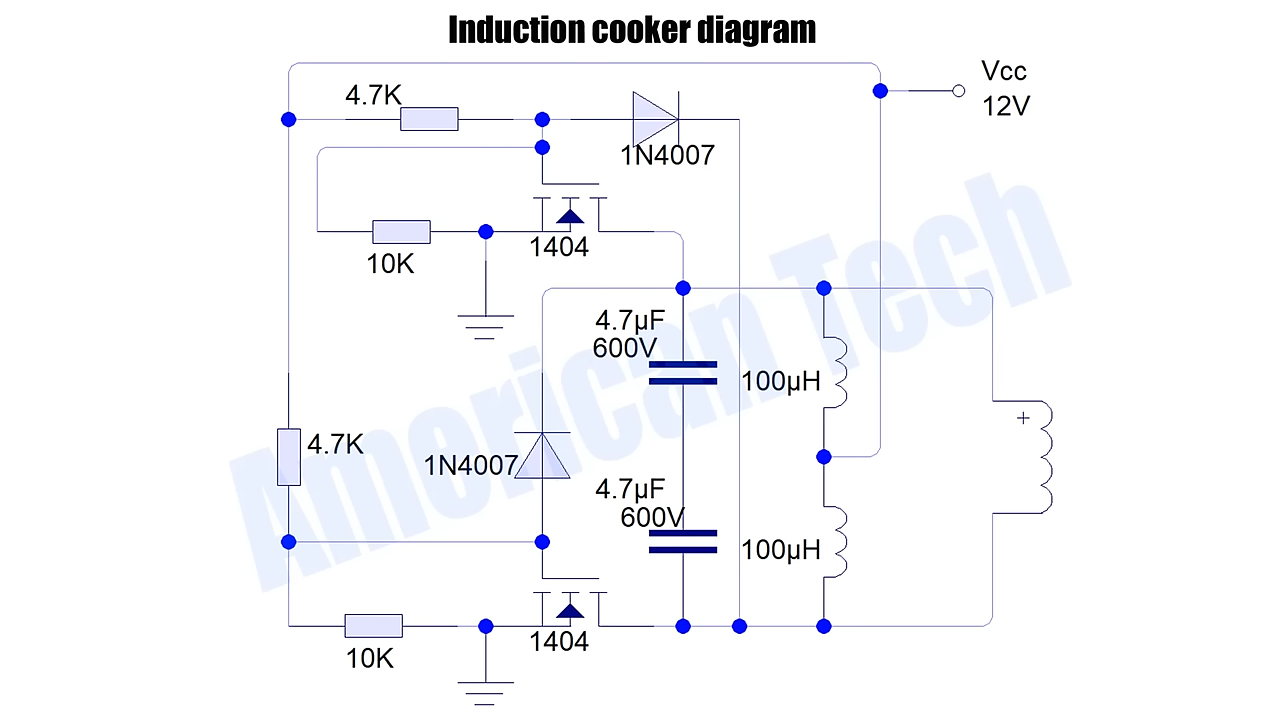 Induction cooker diagram
Vcc
12V
4.7K
1N4007
10K
1404
4.7µF
600V
100µH
+
4.7K
1N4007
4.7µF
600V
100µH
1404
10K
American Tech